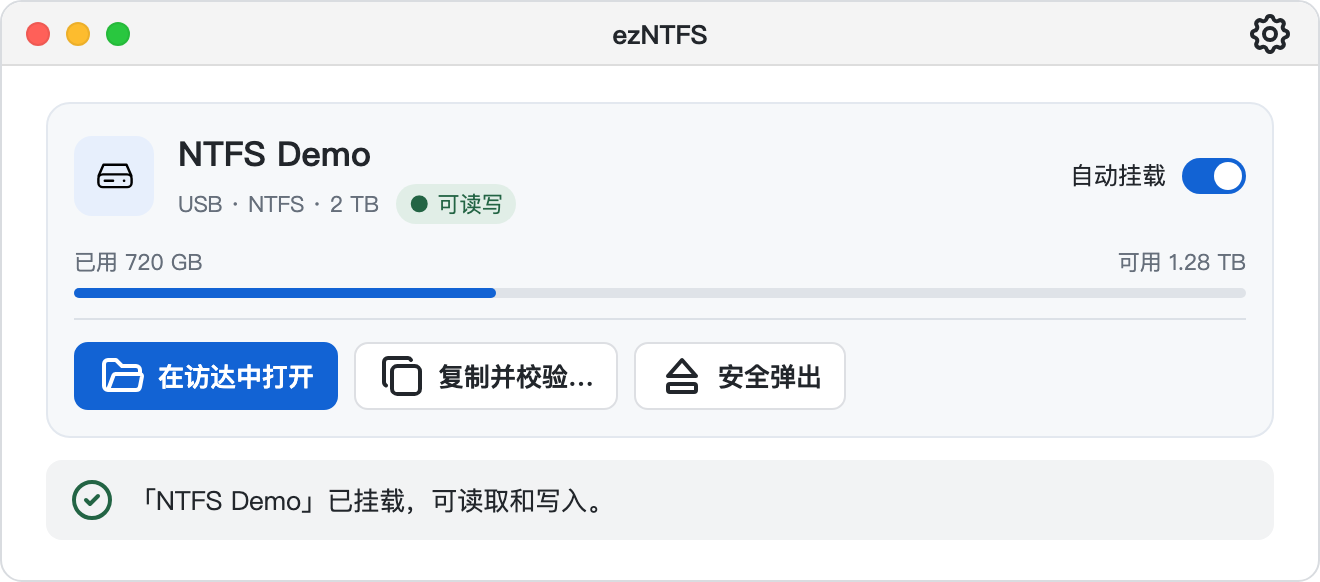 ezNTFS
NTFS Demo
自动挂载
USB · NTFS · 2 TB
可读写
已用 720 GB
可用 1.28 TB
在访达中打开
复制并校验...
安全弹出
「NTFS Demo」已挂载，可读取和写入。